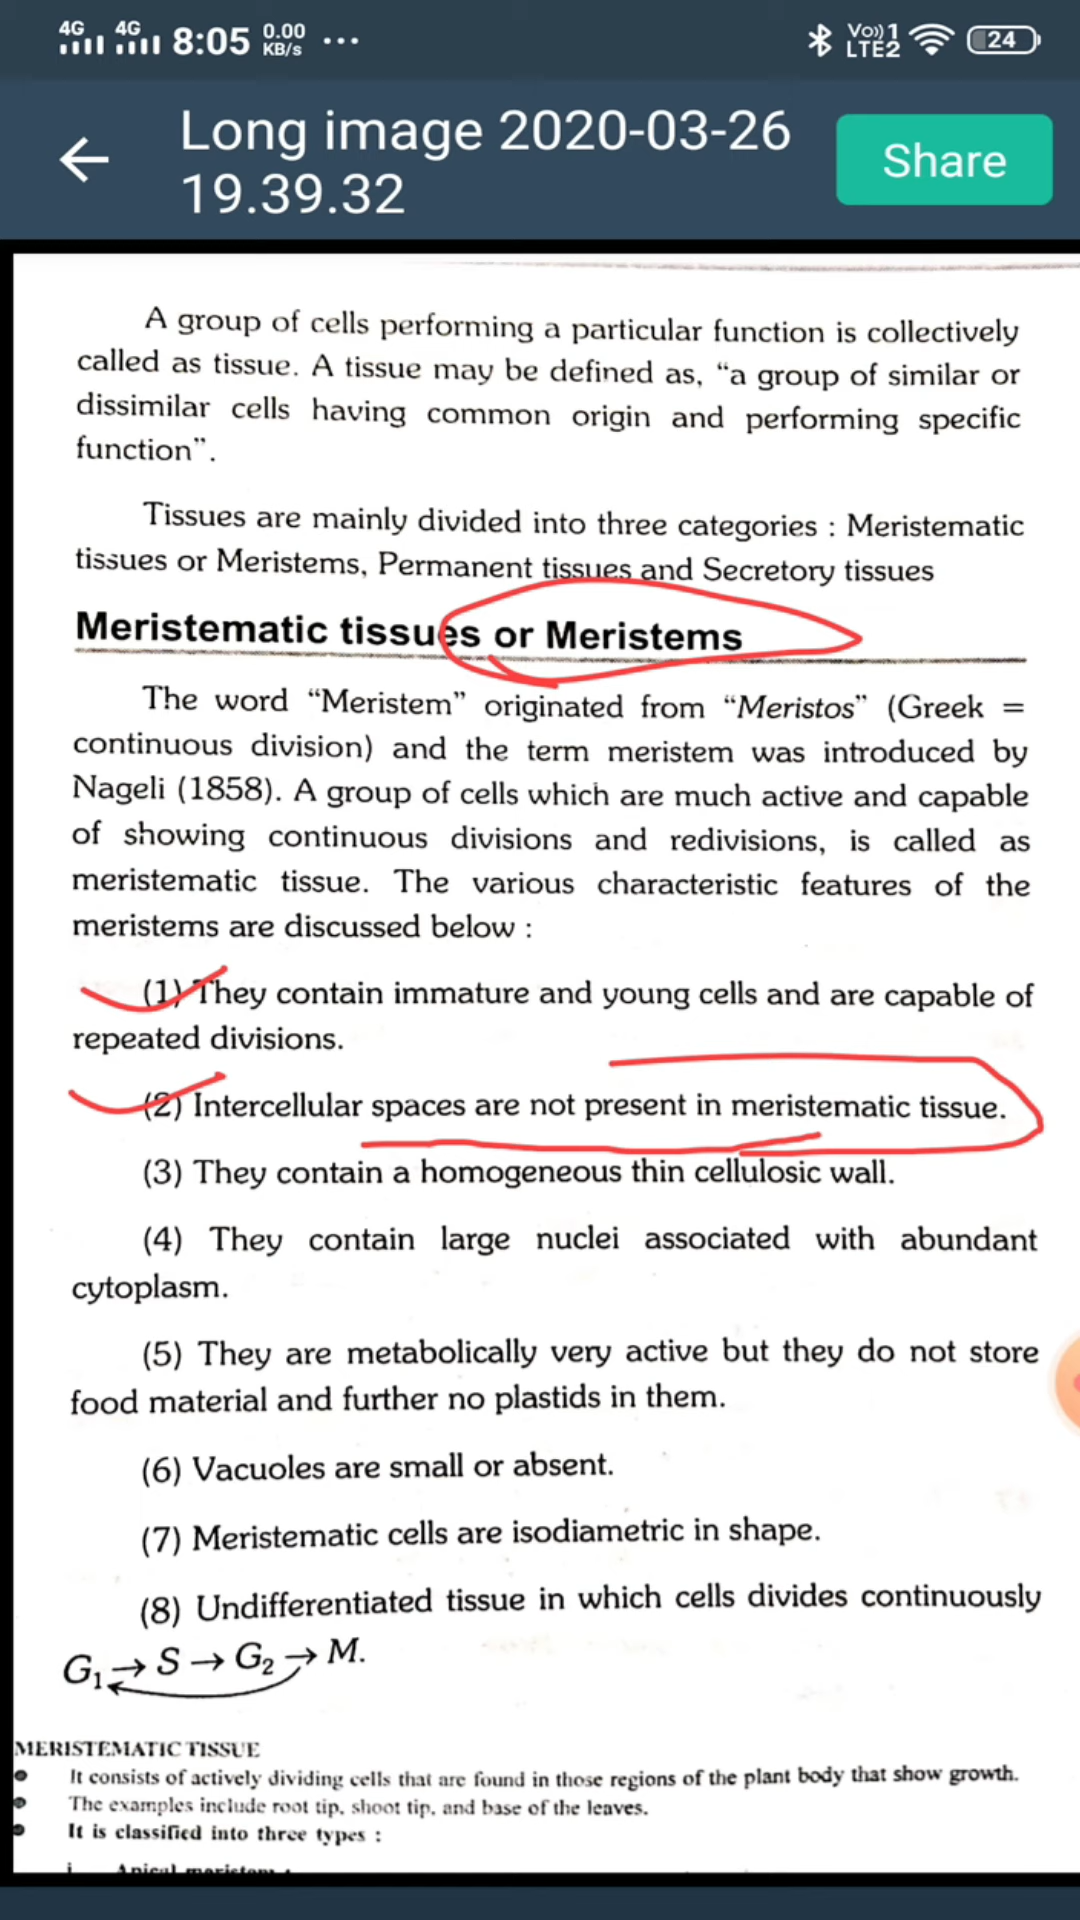 4G 4G 8:05 0.00 KB/s ... Vo)) 1 LTE2 24
Long image 2020-03-26
19.39.32
Share
A group of cells performing a particular function is collectively
called as tissue. A tissue may be defined as, “a group of similar or
dissimilar cells having common origin and performing specific
function”.
Tissues are mainly divided into three categories : Meristematic
tissues or Meristems, Permanent tissues and Secretory tissues
Meristematic tissues or Meristems
The word “Meristem” originated from “Meristos” (Greek =
continuous division) and the term meristem was introduced by
Nageli (1858). A group of cells which are much active and capable
of showing continuous divisions and redivisions, is called as
meristematic tissue. The various characteristic features of the
meristems are discussed below :
(1) They contain immature and young cells and are capable of
repeated divisions.
(2) Intercellular spaces are not present in meristematic tissue.
(3) They contain a homogeneous thin cellulosic wall.
(4) They contain large nuclei associated with abundant
cytoplasm.
(5) They are metabolically very active but they do not store
food material and further no plastids in them.
(6) Vacuoles are small or absent.
(7) Meristematic cells are isodiametric in shape.
(8) Undifferentiated tissue in which cells divides continuously
G₁ → S → G₂ → M.
MERISTEMATIC TISSUE
• It consists of actively dividing cells that are found in those regions of the plant body that show growth.
• The examples include root tip, shoot tip, and base of the leaves.
• It is classified into three types :
i. Apical meristem :